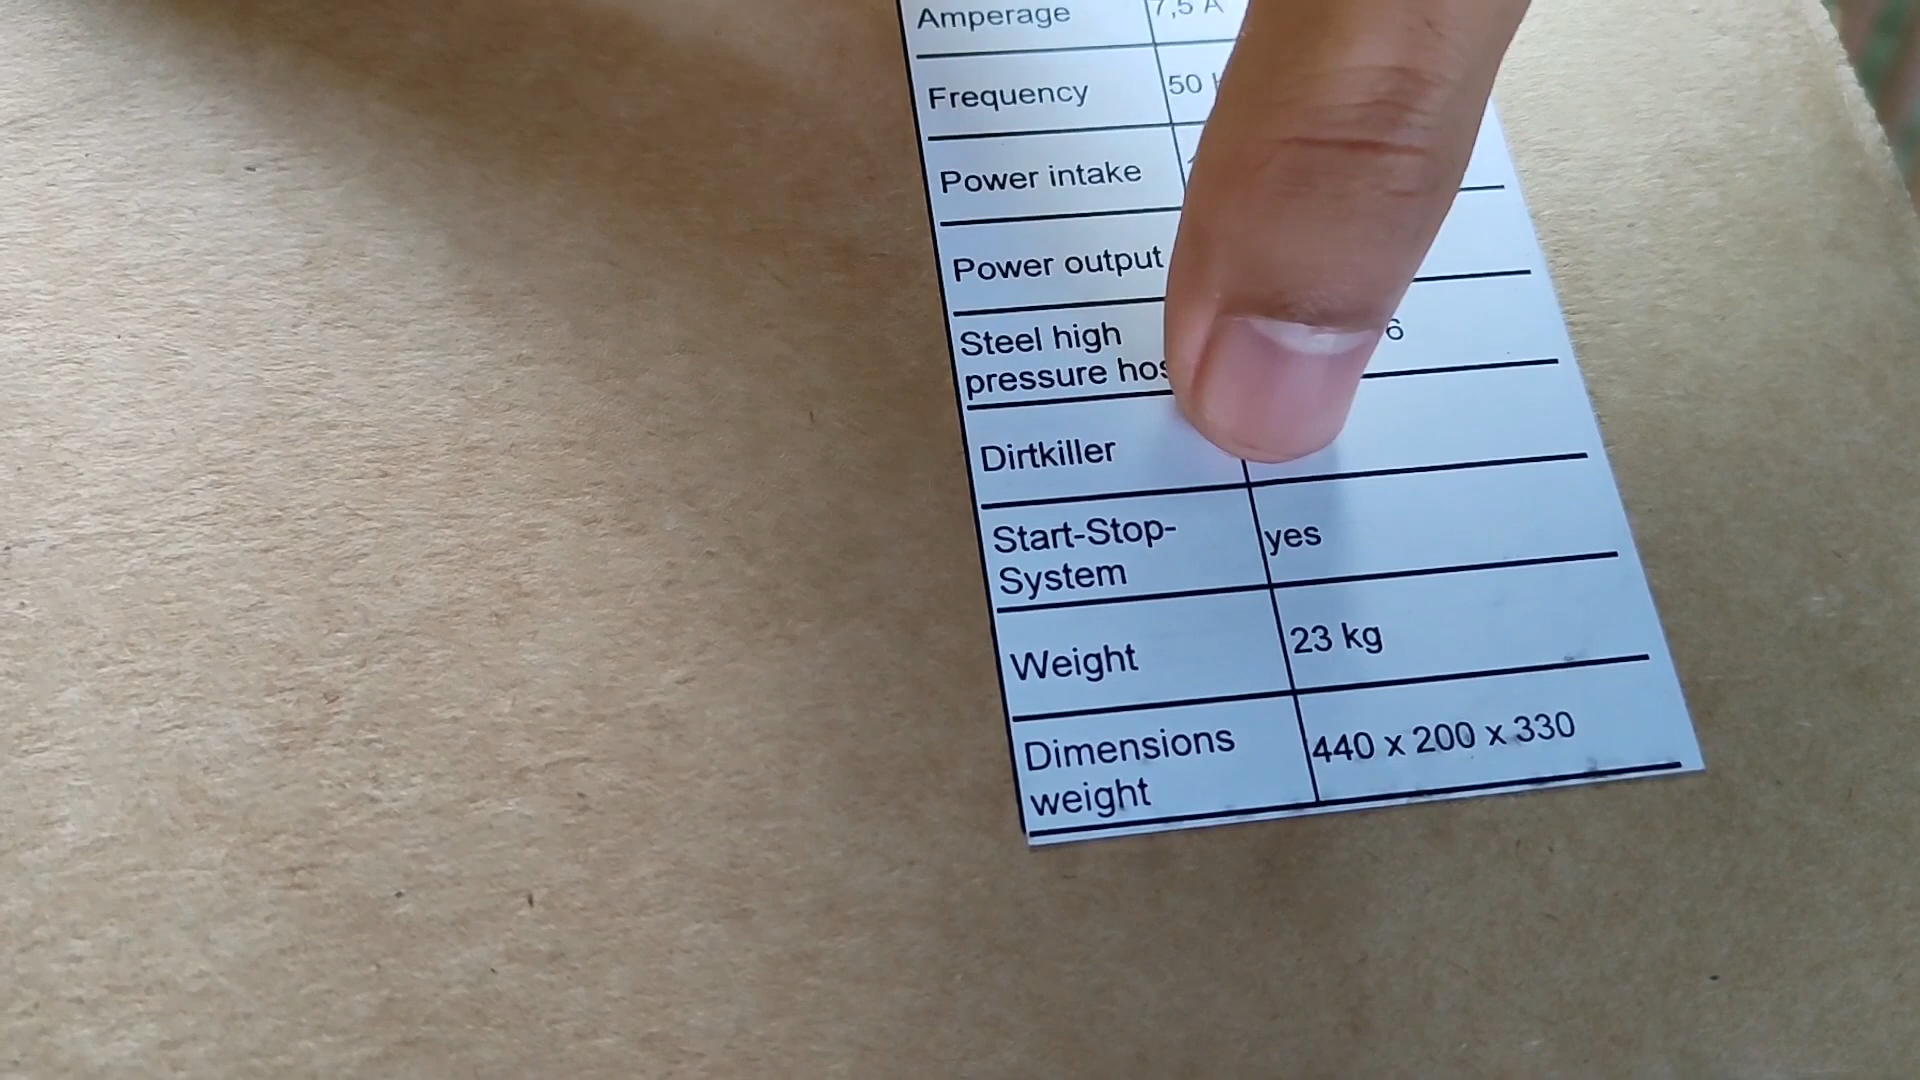 Amperage 7,5 A
Frequency 50
Power intake
Power output
Steel high
pressure 6
Dirtkiller
Start-Stop-
System yes
Weight 23 kg
Dimensions
weight 440 x 200 x 330